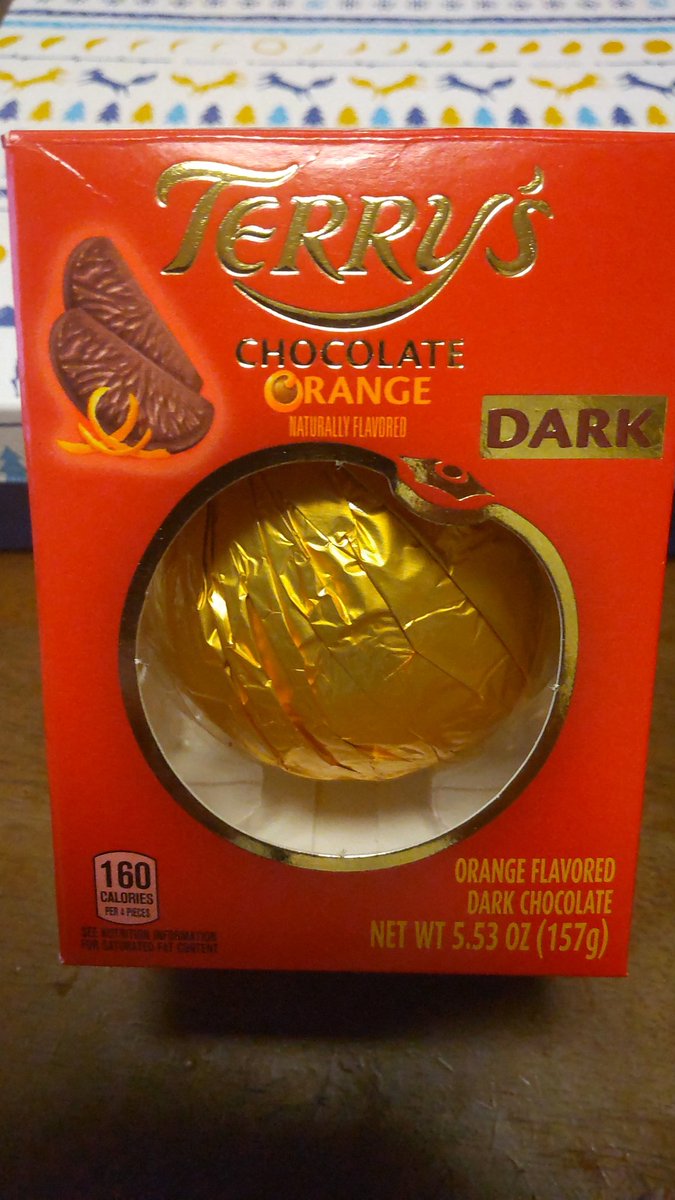 TERRY'S
CHOCOLATE
ORANGE
NATURALLY FLAVORED
DARK
160
CALORIES
PER 4 PIECES
SEE NUTRITION INFORMATION
FOR SATURATED FAT CONTENT
ORANGE FLAVORED
DARK CHOCOLATE
NET WT 5.53 OZ (157g)